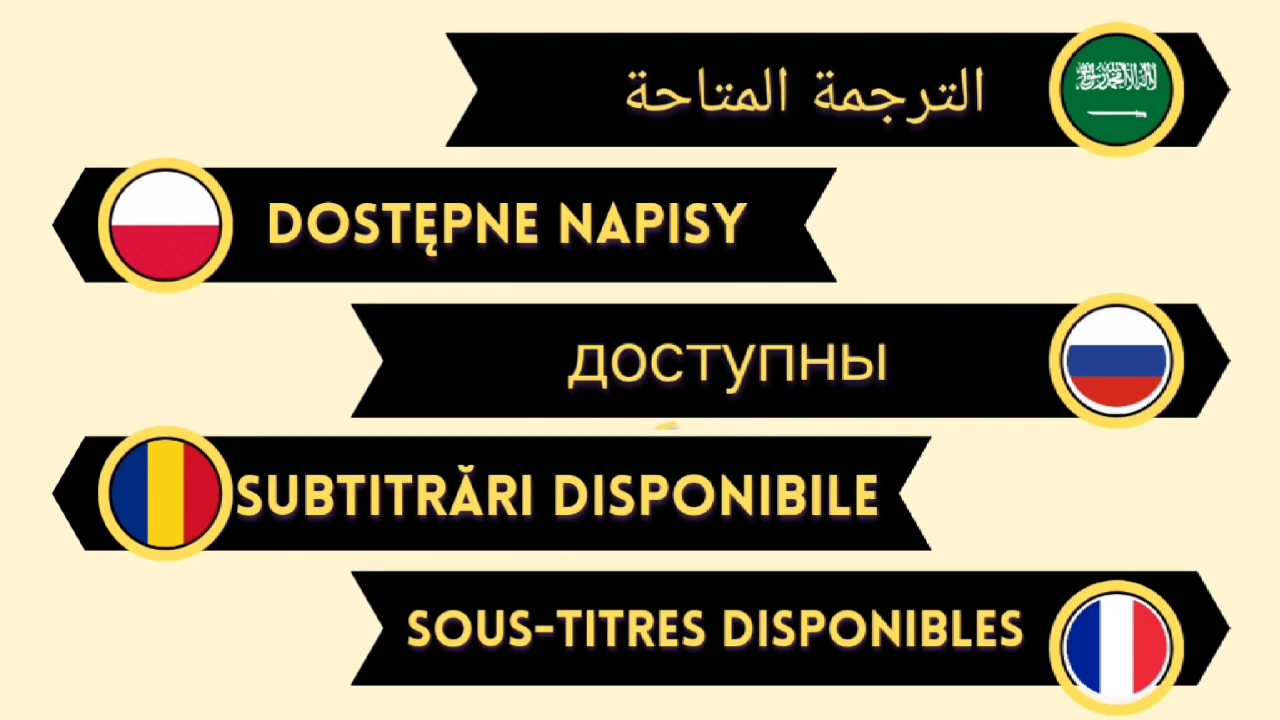 الترجمة المتاحة
DOSTĘPNE NAPISY
доступны
SUBTITRĂRI DISPONIBILE
SOUS-TITRES DISPONIBLES